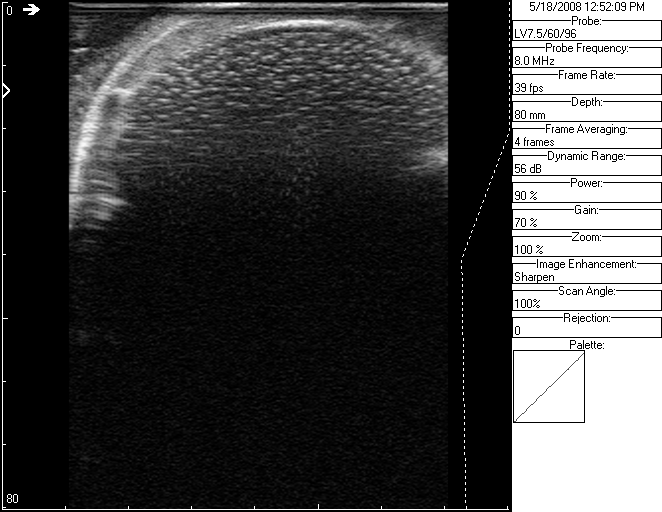 0
80
5/18/2008 12:52:09 PM
Probe:
LV7.5/60/96
Probe Frequency:
8.0 MHz
Frame Rate:
39 fps
Depth:
80 mm
Frame Averaging:
4 frames
Dynamic Range:
56 dB
Power:
90 %
Gain:
70 %
Zoom:
100 %
Image Enhancement:
Sharpen
Scan Angle:
100%
Rejection:
0
Palette: